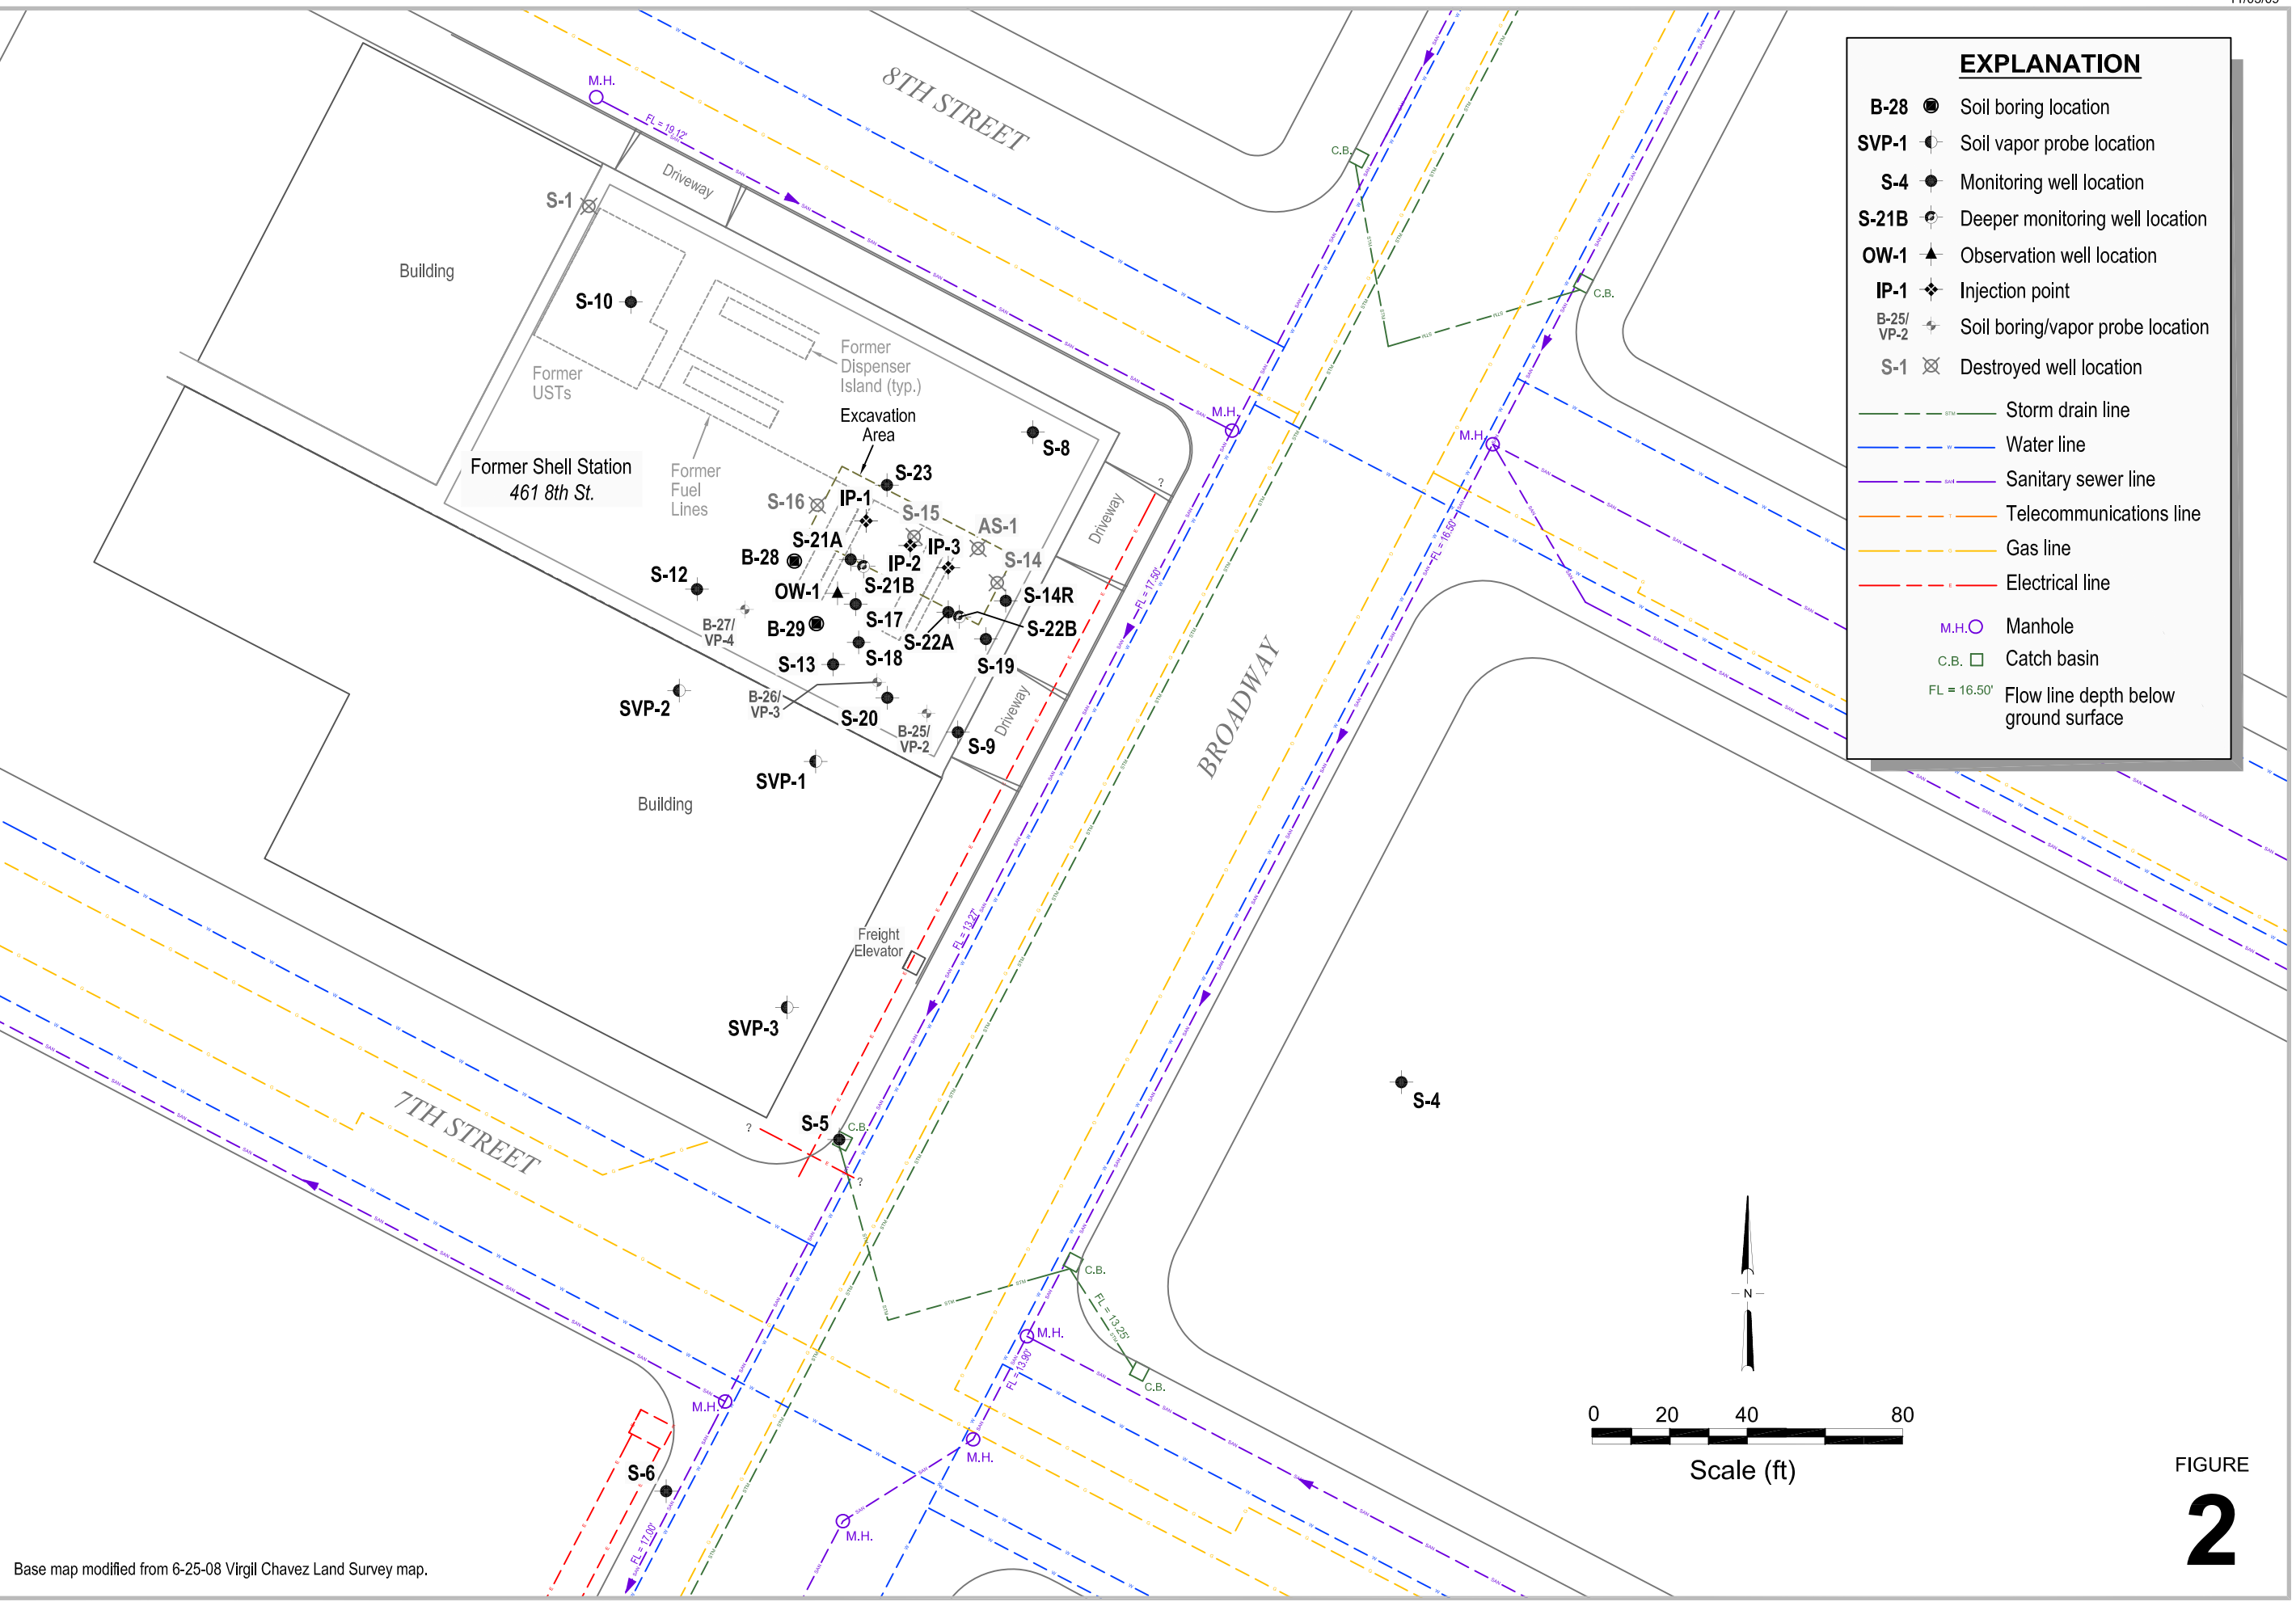 EXPLANATION
B-28 Soil boring location
SVP-1 Soil vapor probe location
S-4 Monitoring well location
S-21B Deeper monitoring well location
OW-1 Observation well location
IP-1 Injection point
B-25/
VP-2 Soil boring/vapor probe location
S-1 Destroyed well location
STM Storm drain line
W Water line
SAN Sanitary sewer line
T Telecommunications line
G Gas line
E Electrical line
M.H. Manhole
C.B. Catch basin
FL = 16.50' Flow line depth below
ground surface
M.H.
FL = 19.12'
8TH STREET
C.B.
C.B.
Driveway
S-1
Building
S-10
Former
Dispenser
Island (typ.)
Former
USTs
Excavation
Area
M.H.
M.H.
S-8
Former Shell Station
461 8th St.
Former
Fuel
Lines
S-23
?
S-16
IP-1
S-15
AS-1
Driveway
S-21A
IP-3
B-28
IP-2
S-14
S-12
OW-1
S-21B
S-14R
FL = 17.50'
FL = 16.50'
S-17
B-27/
VP-4
B-29
S-22A
S-22B
S-18
S-13
S-19
B-26/
VP-3
SVP-2
S-20
B-25/
VP-2
S-9
Driveway
BROADWAY
SVP-1
Building
FL = 13.27'
Freight
Elevator
SVP-3
7TH STREET
S-5
C.B.
?
?
S-4
C.B.
FL = 13.25'
M.H.
FL = 13.90'
C.B.
M.H.
M.H.
M.H.
S-6
FL = 17.00'
N
0 20 40 80
Scale (ft)
FIGURE
2
Base map modified from 6-25-08 Virgil Chavez Land Survey map.